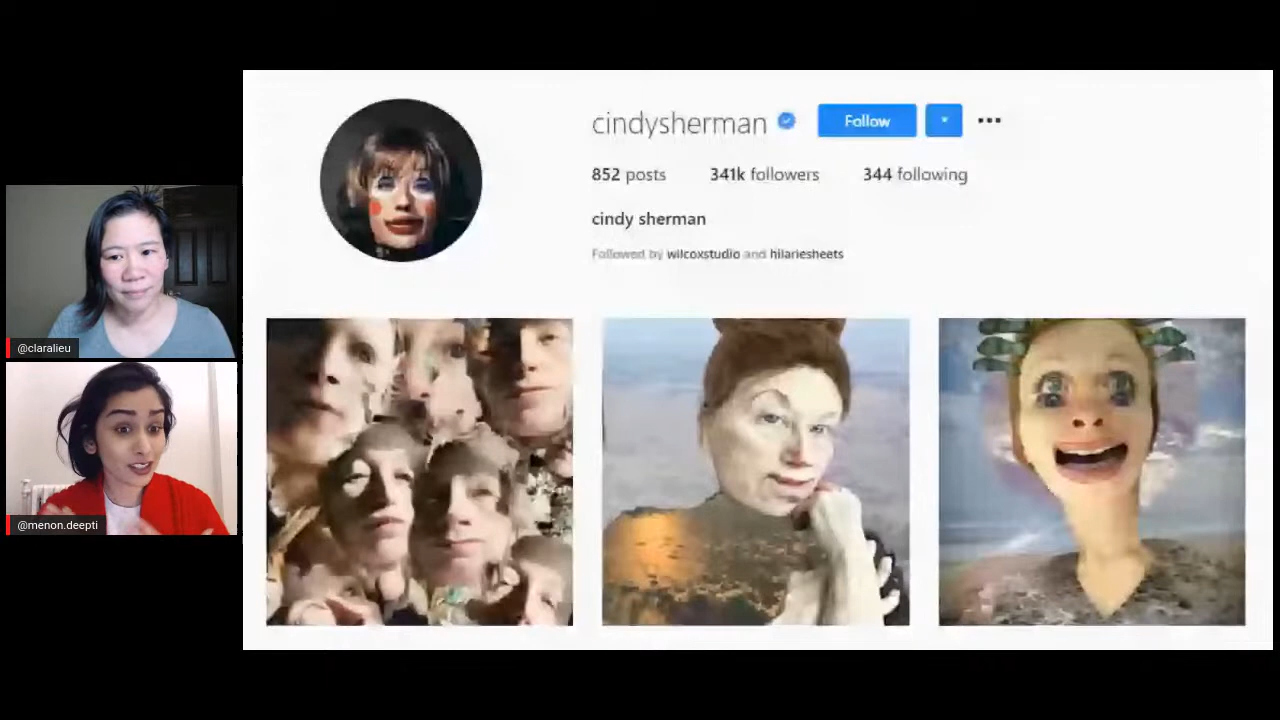 cindysherman
Follow
852 posts 341k followers 344 following
cindy sherman
Followed by wilcoxstudio and hilariesheets
@claralieu
@menon.deepti